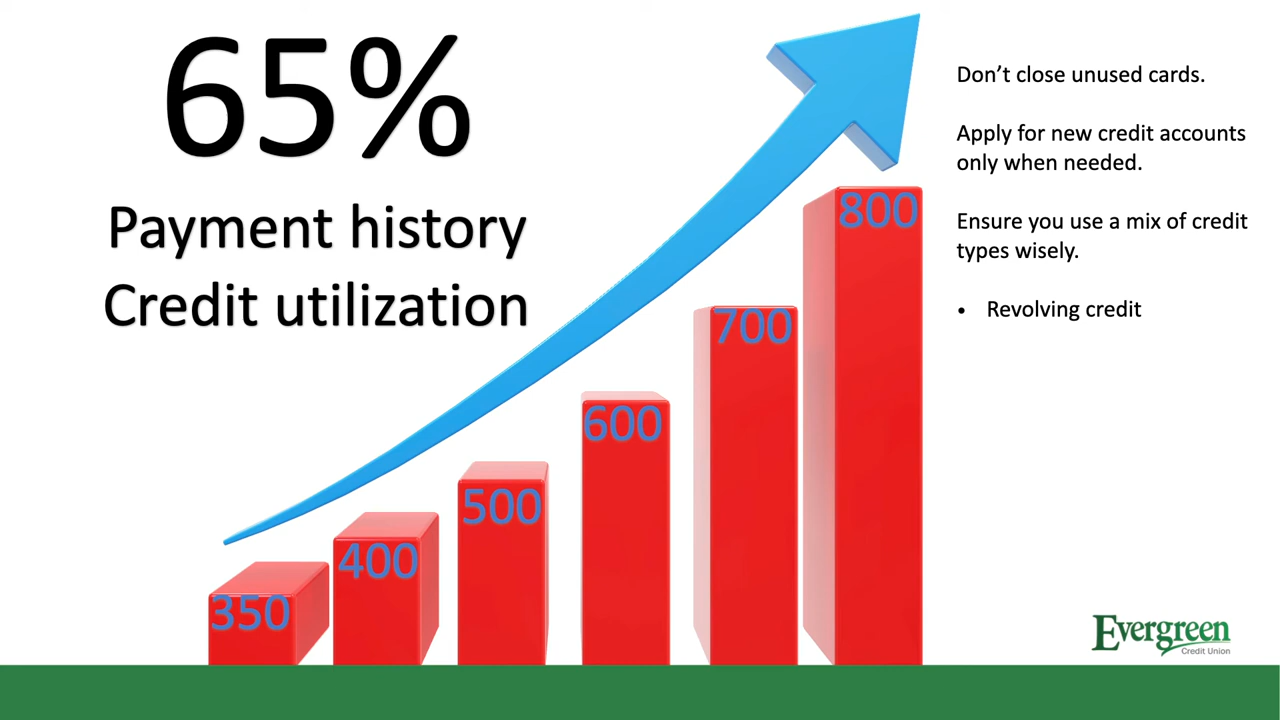 65%
Payment history
Credit utilization
Don’t close unused cards.
Apply for new credit accounts
only when needed.
Ensure you use a mix of credit
types wisely.
• Revolving credit
350
400
500
600
700
800
Evergreen
Credit Union